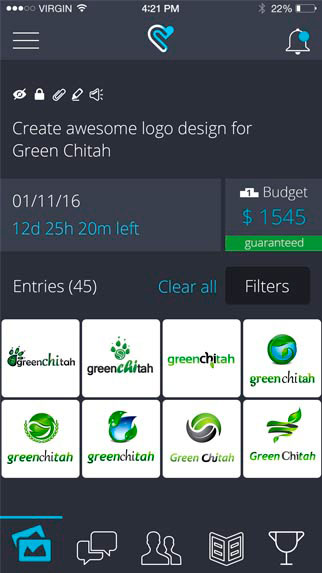 VIRGIN 4:21 PM 22%
Create awesome logo design for
Green Chitah
01/11/16
12d 25h 20m left
Budget
$ 1545
guaranteed
Entries (45) Clear all Filters
greenchitah greenchitah greenchitah greenchitah
greenchitah greenchitah Green Chitah Green Chitah